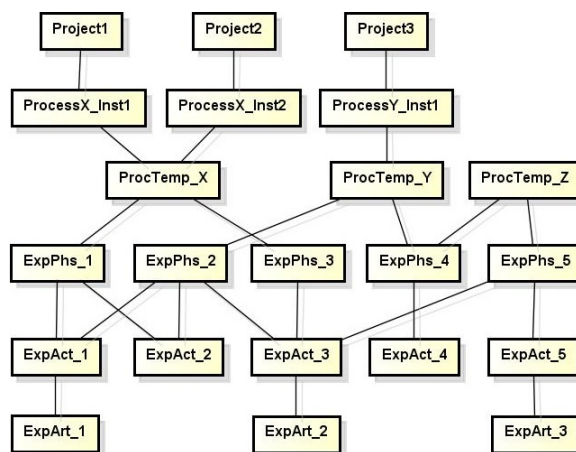 Project1
Project2
Project3
ProcessX_Inst1
ProcessX_Inst2
ProcessY_Inst1
ProcTemp_X
ProcTemp_Y
ProcTemp_Z
ExpPhs_1
ExpPhs_2
ExpPhs_3
ExpPhs_4
ExpPhs_5
ExpAct_1
ExpAct_2
ExpAct_3
ExpAct_4
ExpAct_5
ExpArt_1
ExpArt_2
ExpArt_3